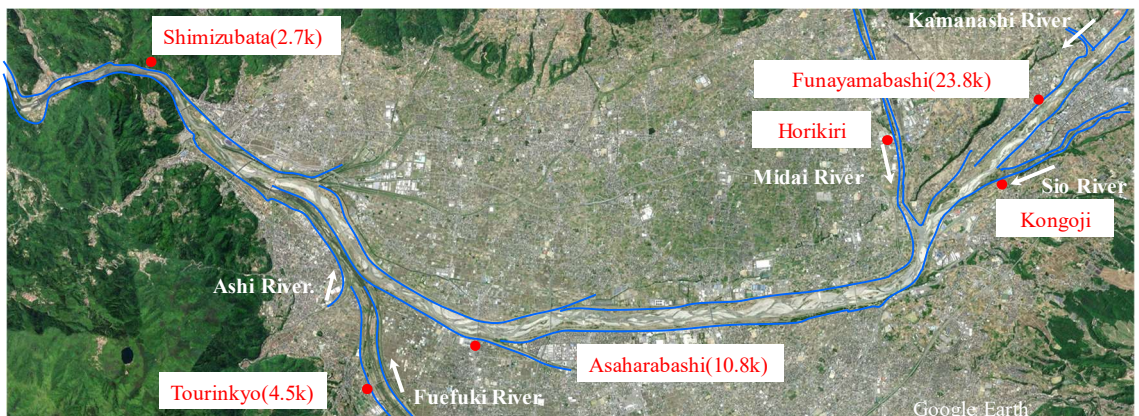 Kamanashi River
Shimizubata(2.7k)
Funayamabashi(23.8k)
Horikiri
Midai River
Sio River
Kongoji
Ashi River
Asaharabashi(10.8k)
Tourinkyo(4.5k)
Fuefuki River
Google Earth